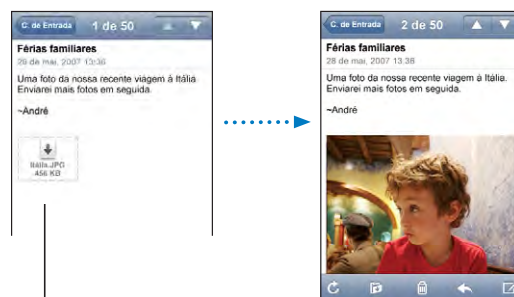 C. de Entrada 1 de 50
Férias familiares
28 de mai, 2007 13:36
Uma foto da nossa recente viagem à Itália
Enviarei mais fotos em seguida.
~André
Itália.JPG
456 KB
C. de Entrada 2 de 50
Férias familiares
28 de mai, 2007 13.36
Uma foto da nossa recente viagem à Itália.
Enviarei mais fotos em seguida.
~André